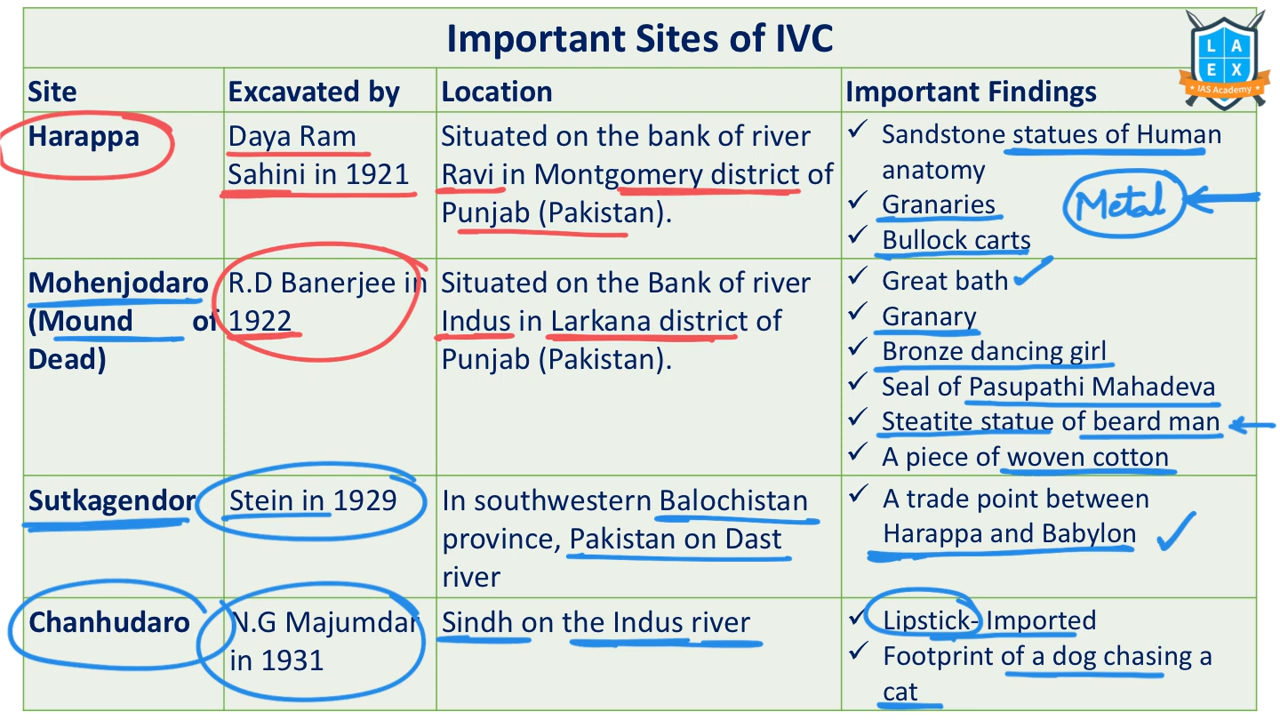 Important Sites of IVC
L A
E X
IAS Academy
Site Excavated by Location Important Findings
Harappa
Daya Ram
Sahini in 1921
Situated on the bank of river
Ravi in Montgomery district of
Punjab (Pakistan).
✓ Sandstone statues of Human
anatomy
✓ Granaries
✓ Bullock carts
Metal
Mohenjodaro
(Mound of
Dead)
R.D Banerjee in
1922
Situated on the Bank of river
Indus in Larkana district of
Punjab (Pakistan).
✓ Great bath
✓ Granary
✓ Bronze dancing girl
✓ Seal of Pasupathi Mahadeva
✓ Steatite statue of beard man
✓ A piece of woven cotton
Sutkagendor
Stein in 1929
In southwestern Balochistan
province, Pakistan on Dast
river
✓ A trade point between
Harappa and Babylon
Chanhudaro
N.G Majumdar
in 1931
Sindh on the Indus river
✓ Lipstick- Imported
✓ Footprint of a dog chasing a
cat